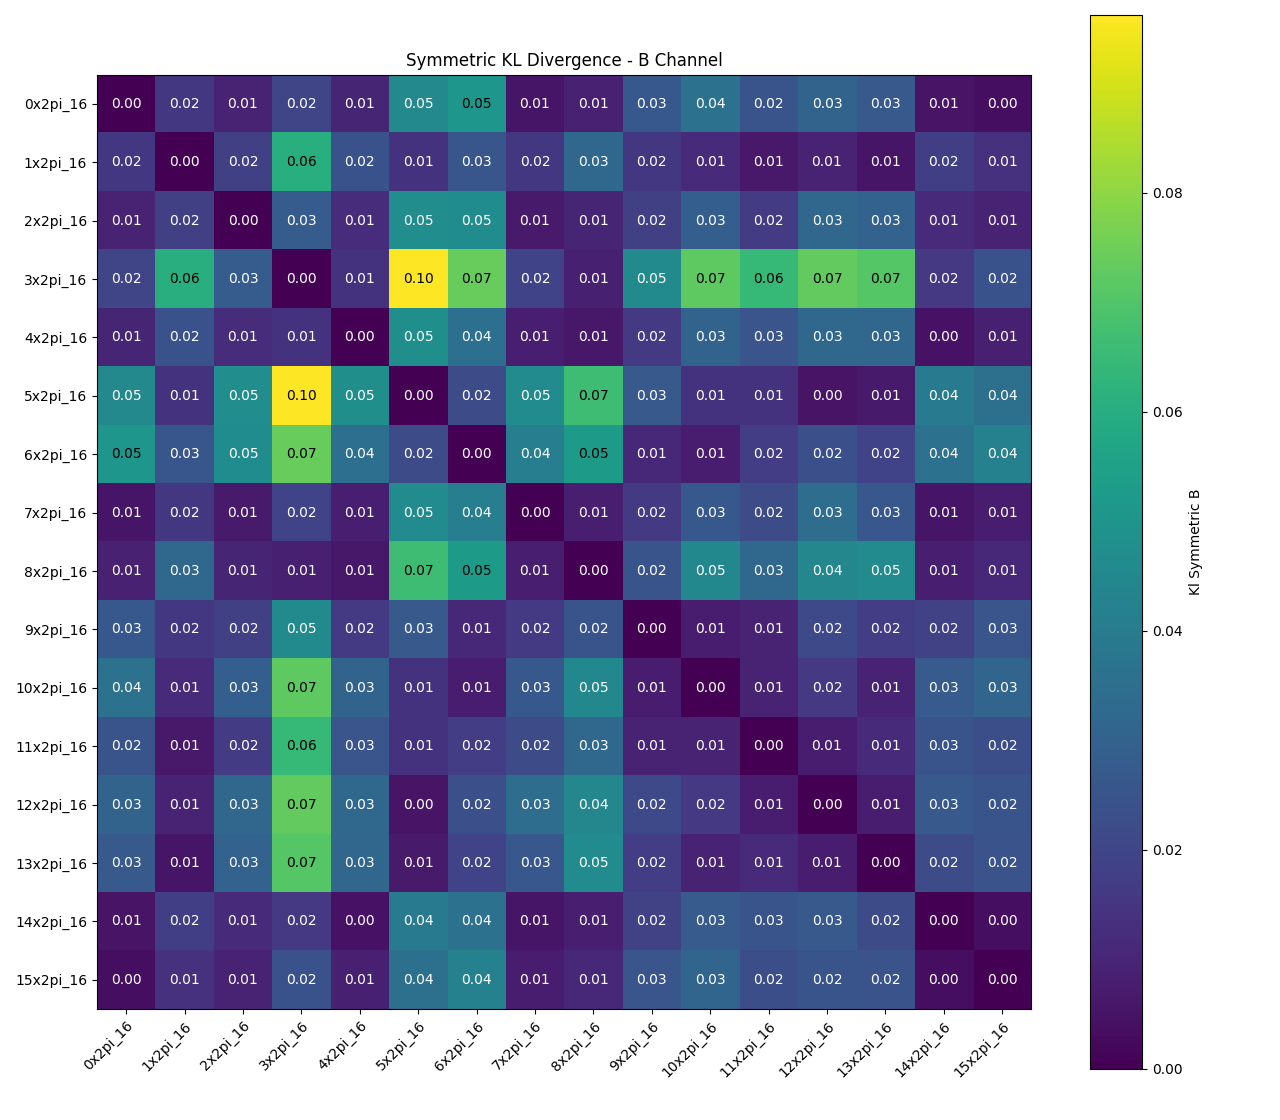 Symmetric KL Divergence - B Channel
0x2pi_16 0.00 0.02 0.01 0.02 0.01 0.05 0.05 0.01 0.01 0.03 0.04 0.02 0.03 0.03 0.01 0.00
1x2pi_16 0.02 0.00 0.02 0.06 0.02 0.01 0.03 0.02 0.03 0.02 0.01 0.01 0.01 0.01 0.02 0.01
2x2pi_16 0.01 0.02 0.00 0.03 0.01 0.05 0.05 0.01 0.01 0.02 0.03 0.02 0.03 0.03 0.01 0.01
3x2pi_16 0.02 0.06 0.03 0.00 0.01 0.10 0.07 0.02 0.01 0.05 0.07 0.06 0.07 0.07 0.02 0.02
4x2pi_16 0.01 0.02 0.01 0.01 0.00 0.05 0.04 0.01 0.01 0.02 0.03 0.03 0.03 0.03 0.00 0.01
5x2pi_16 0.05 0.01 0.05 0.10 0.05 0.00 0.02 0.05 0.07 0.03 0.01 0.01 0.00 0.01 0.04 0.04
6x2pi_16 0.05 0.03 0.05 0.07 0.04 0.02 0.00 0.04 0.05 0.01 0.01 0.02 0.02 0.02 0.04 0.04
7x2pi_16 0.01 0.02 0.01 0.02 0.01 0.05 0.04 0.00 0.01 0.02 0.03 0.02 0.03 0.03 0.01 0.01
8x2pi_16 0.01 0.03 0.01 0.01 0.01 0.07 0.05 0.01 0.00 0.02 0.05 0.03 0.04 0.05 0.01 0.01
9x2pi_16 0.03 0.02 0.02 0.05 0.02 0.03 0.01 0.02 0.02 0.00 0.01 0.01 0.02 0.02 0.02 0.03
10x2pi_16 0.04 0.01 0.03 0.07 0.03 0.01 0.01 0.03 0.05 0.01 0.00 0.01 0.02 0.01 0.03 0.03
11x2pi_16 0.02 0.01 0.02 0.06 0.03 0.01 0.02 0.02 0.03 0.01 0.01 0.00 0.01 0.01 0.03 0.02
12x2pi_16 0.03 0.01 0.03 0.07 0.03 0.00 0.02 0.03 0.04 0.02 0.02 0.01 0.00 0.01 0.03 0.02
13x2pi_16 0.03 0.01 0.03 0.07 0.03 0.01 0.02 0.03 0.05 0.02 0.01 0.01 0.01 0.00 0.02 0.02
14x2pi_16 0.01 0.02 0.01 0.02 0.00 0.04 0.04 0.01 0.01 0.02 0.03 0.03 0.03 0.02 0.00 0.00
15x2pi_16 0.00 0.01 0.01 0.02 0.01 0.04 0.04 0.01 0.01 0.03 0.03 0.02 0.02 0.02 0.00 0.00
0x2pi_16 1x2pi_16 2x2pi_16 3x2pi_16 4x2pi_16 5x2pi_16 6x2pi_16 7x2pi_16 8x2pi_16 9x2pi_16 10x2pi_16 11x2pi_16 12x2pi_16 13x2pi_16 14x2pi_16 15x2pi_16
0.08
0.06
0.04
0.02
0.00
Kl Symmetric B